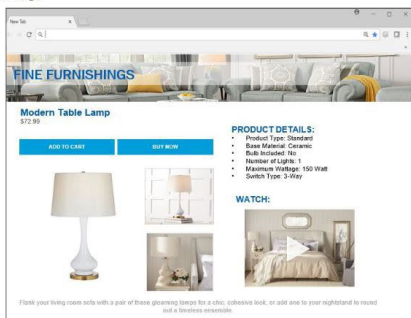 New Tab
FINE FURNISHINGS
Modern Table Lamp
$72.99
ADD TO CART
BUY NOW
PRODUCT DETAILS:
• Product Type: Standard
• Base Material: Ceramic
• Bulb Included: No
• Number of Lights: 1
• Maximum Wattage: 150 Watt
• Switch Type: 3-Way
WATCH:
Flank your living room sofa with a pair of these gleaming lamps for a chic, cohesive look, or add one to your nightstand to round
out a timeless ensemble.